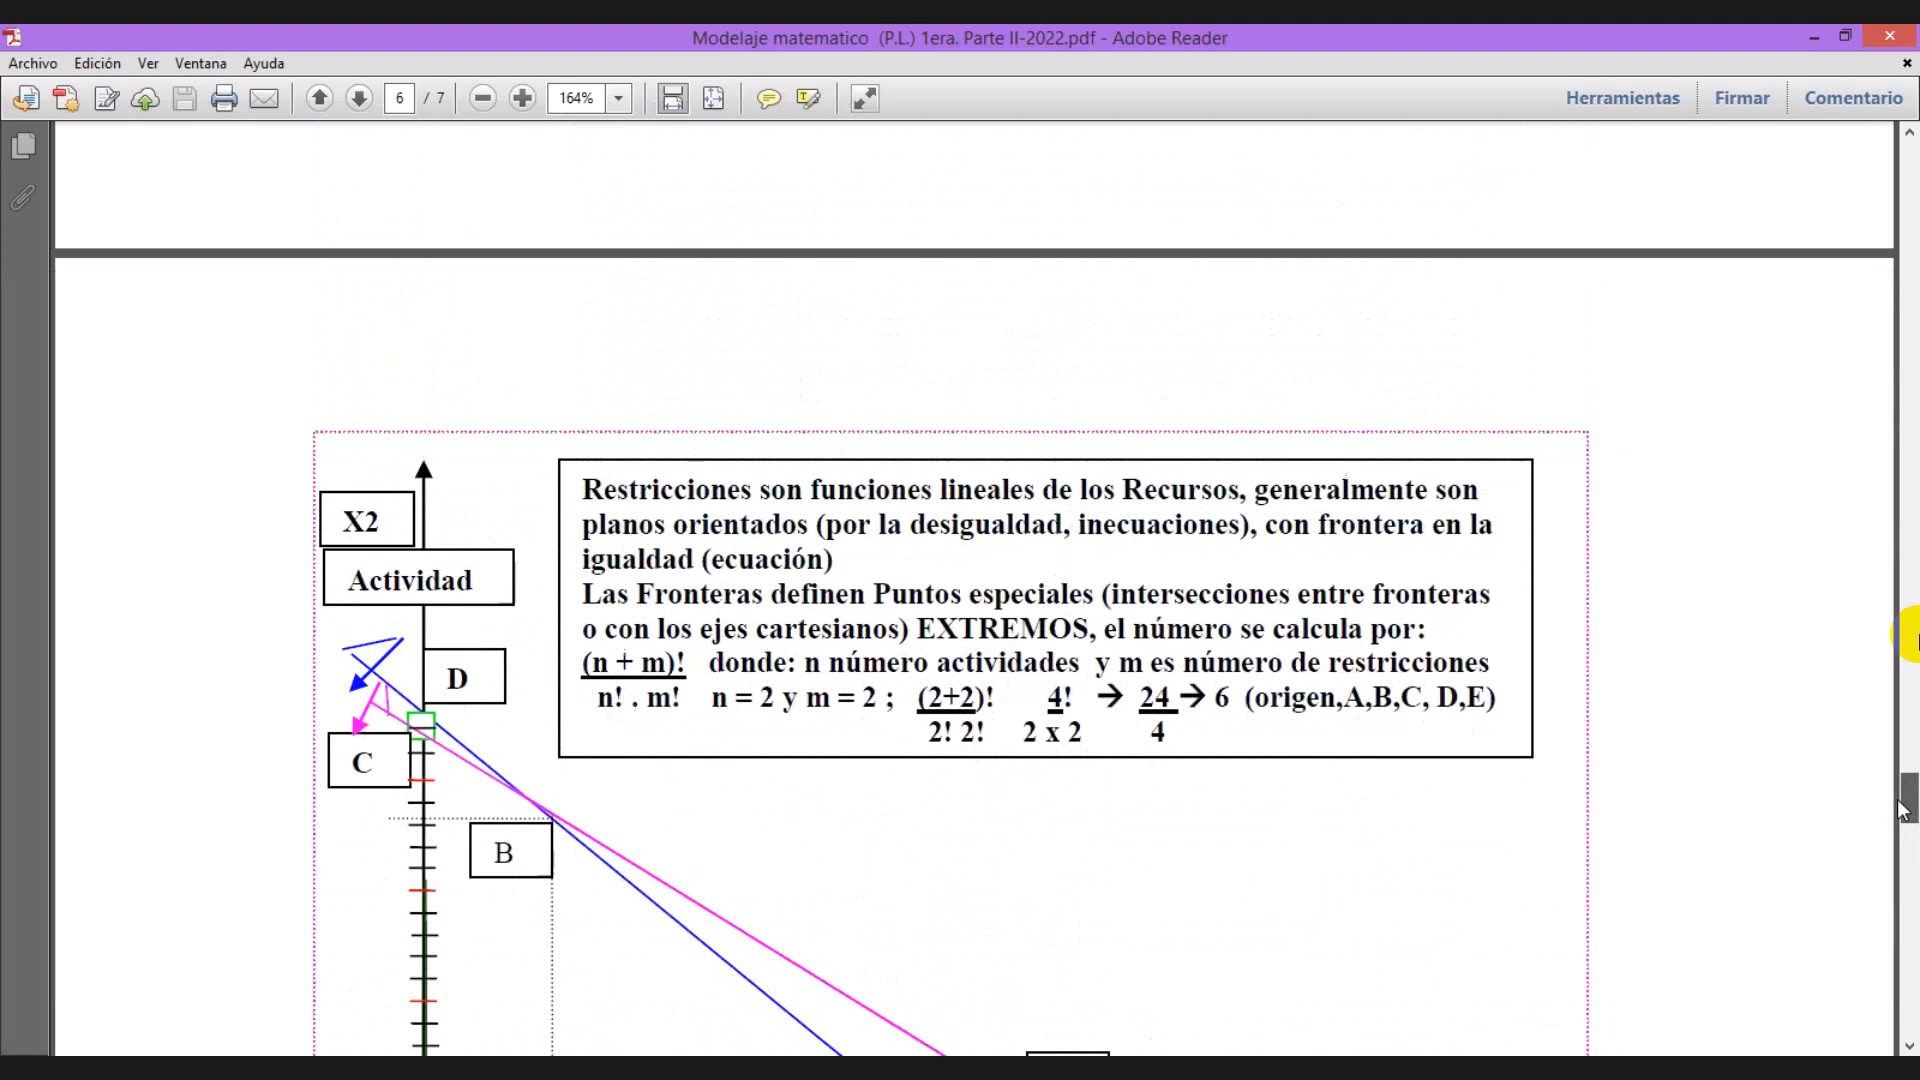 Modelaje matematico (P.L.) 1era. Parte II-2022.pdf - Adobe Reader
Archivo Edición Ver Ventana Ayuda
6 / 7 164% Herramientas Firmar Comentario
Restricciones son funciones lineales de los Recursos, generalmente son
planos orientados (por la desigualdad, inecuaciones), con frontera en la
igualdad (ecuación)
Las Fronteras definen Puntos especiales (intersecciones entre fronteras
o con los ejes cartesianos) EXTREMOS, el número se calcula por:
(n + m)! donde: n número actividades y m es número de restricciones
n! . m! n = 2 y m = 2 ; (2+2)! 4! → 24 → 6 (origen,A,B,C, D,E)
2! 2! 2 x 2 4
X2
Actividad
D
C
B